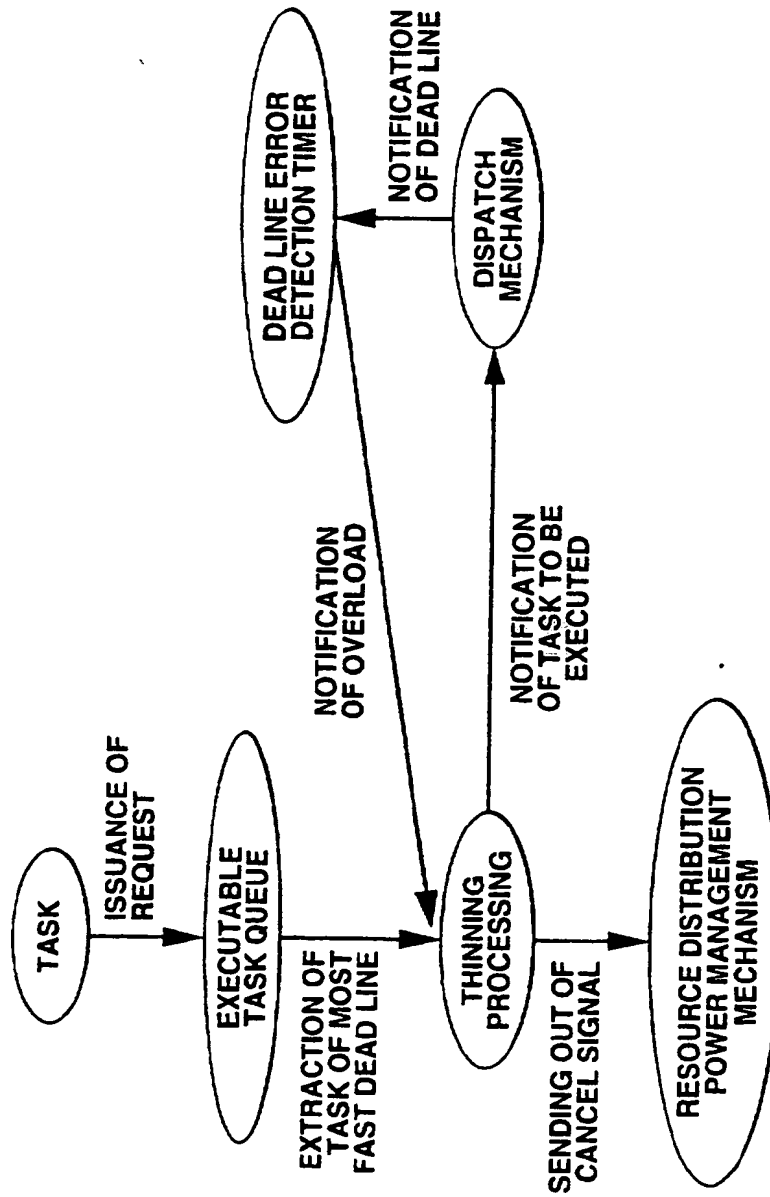 TASK
ISSUANCE OF
REQUEST
EXECUTABLE
TASK QUEUE
EXTRACTION OF
TASK OF MOST
FAST DEAD LINE
THINNING
PROCESSING
SENDING OUT OF
CANCEL SIGNAL
RESOURCE DISTRIBUTION
POWER MANAGEMENT
MECHANISM
NOTIFICATION
OF OVERLOAD
NOTIFICATION
OF TASK TO BE
EXECUTED
DEAD LINE ERROR
DETECTION TIMER
NOTIFICATION
OF DEAD LINE
DISPATCH
MECHANISM